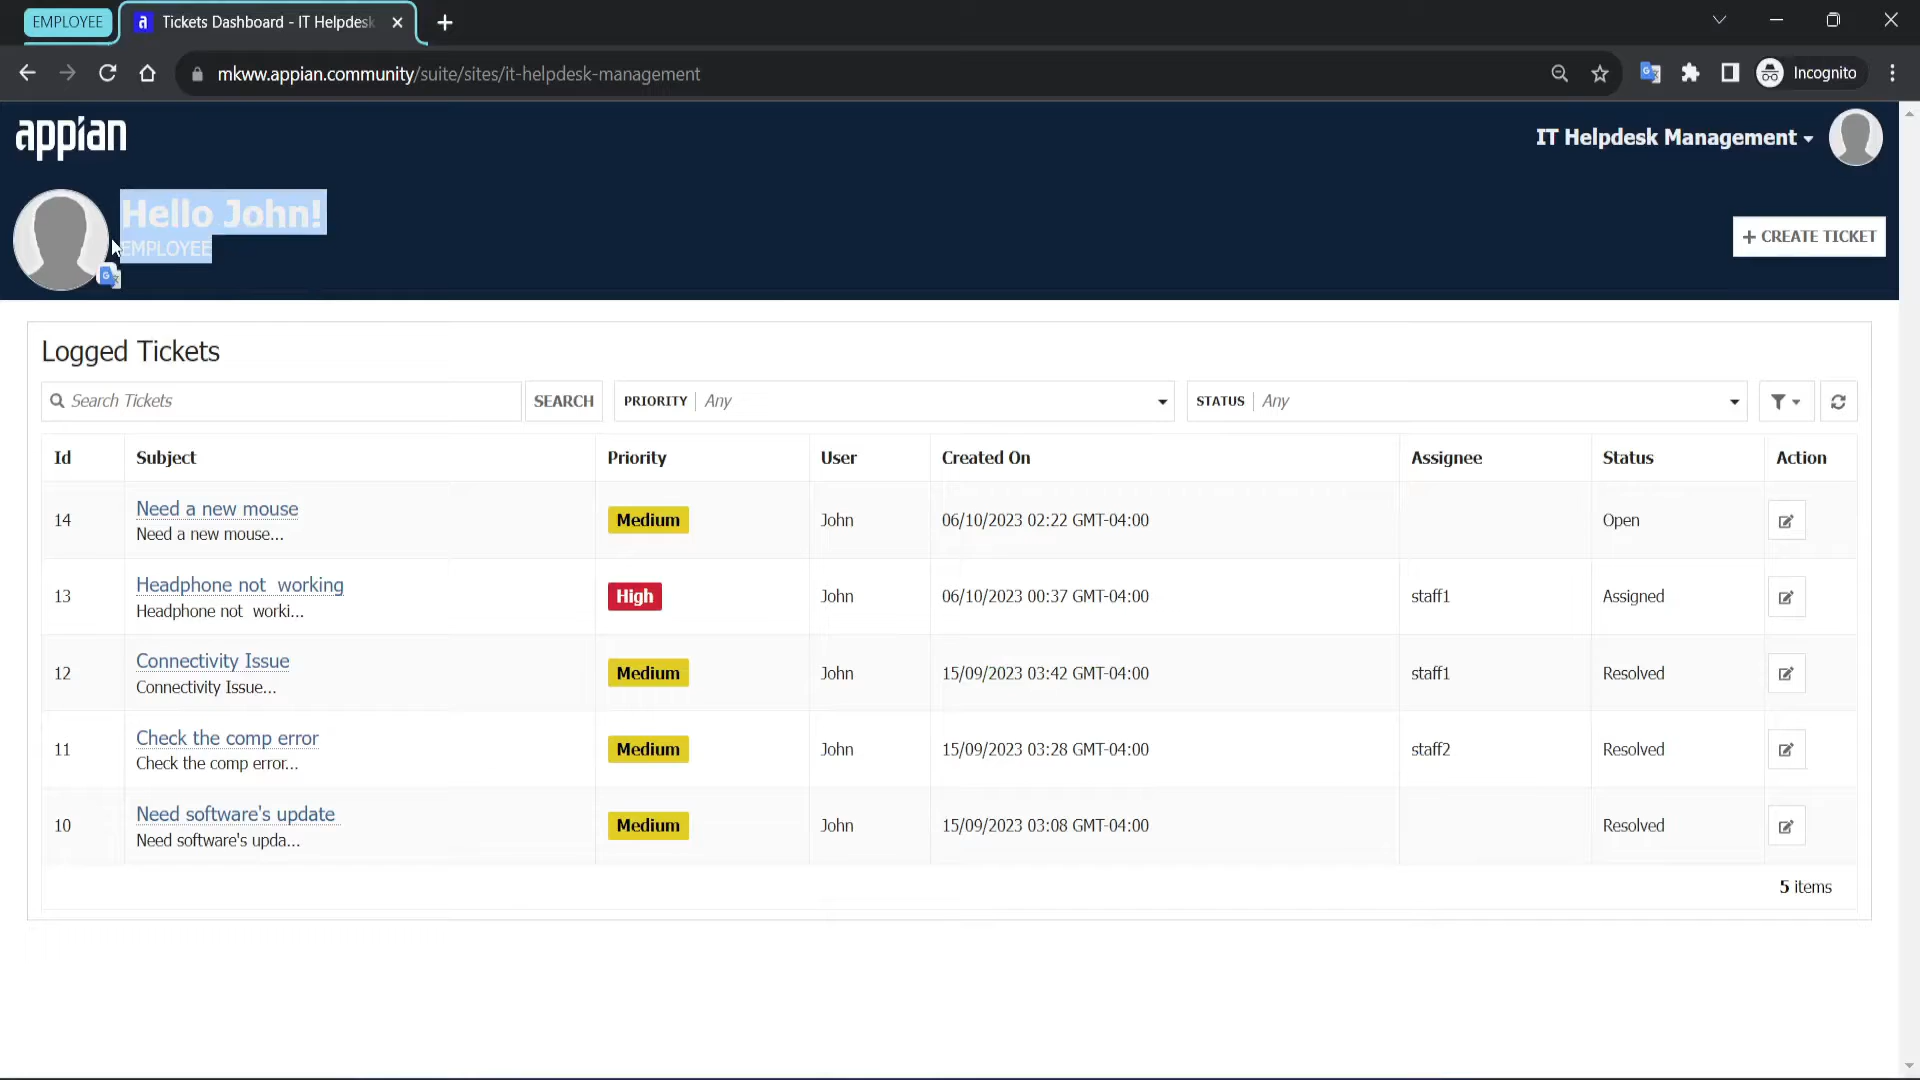 EMPLOYEE
Tickets Dashboard - IT Helpdesk
mkww.appian.community/suite/sites/it-helpdesk-management
Incognito
appian
IT Helpdesk Management
Hello John!
EMPLOYEE
+ CREATE TICKET
Logged Tickets
Search Tickets SEARCH PRIORITY Any STATUS Any
Id Subject Priority User Created On Assignee Status Action
14 Need a new mouse Medium John 06/10/2023 02:22 GMT-04:00 Open
Need a new mouse...
13 Headphone not working High John 06/10/2023 00:37 GMT-04:00 staff1 Assigned
Headphone not worki...
12 Connectivity Issue Medium John 15/09/2023 03:42 GMT-04:00 staff1 Resolved
Connectivity Issue...
11 Check the comp error Medium John 15/09/2023 03:28 GMT-04:00 staff2 Resolved
Check the comp error...
10 Need software's update Medium John 15/09/2023 03:08 GMT-04:00 Resolved
Need software's upda...
5 items